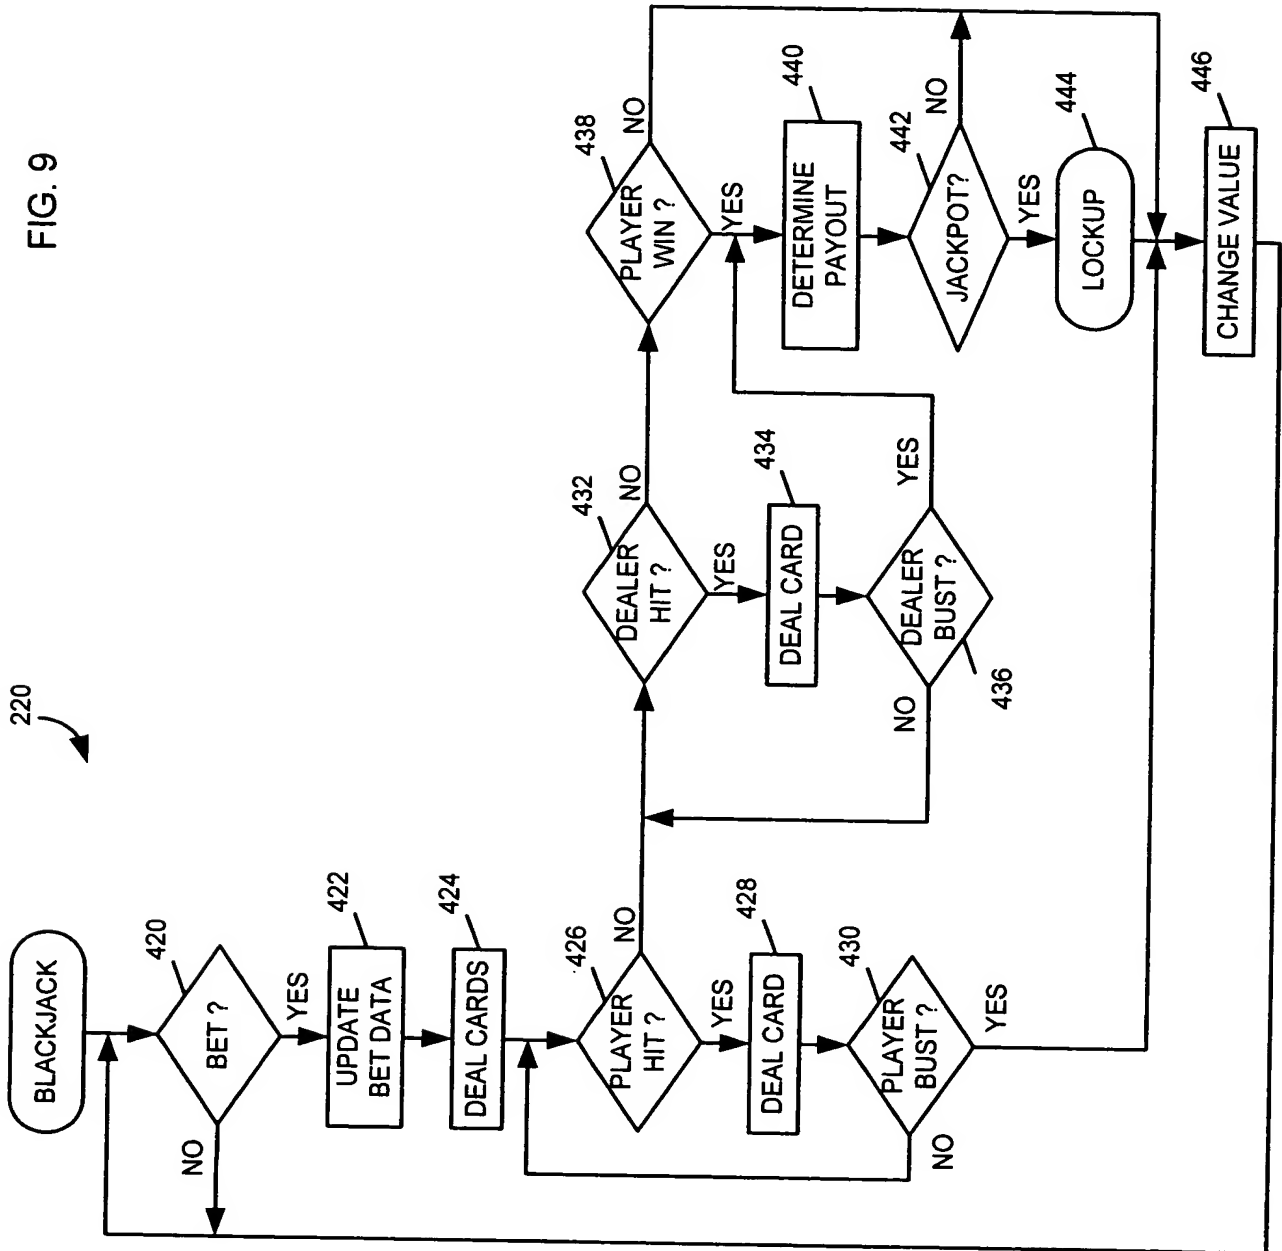 FIG. 9
220
BLACKJACK
420
BET ?
YES
NO
422
UPDATE
BET DATA
424
DEAL CARDS
426
PLAYER
HIT ?
NO
YES
428
DEAL CARD
430
PLAYER
BUST ?
NO
YES
432
DEALER
HIT ?
NO
YES
434
DEAL CARD
DEALER
BUST ?
436
NO
YES
438
PLAYER
WIN ?
NO
YES
440
DETERMINE
PAYOUT
442
JACKPOT?
NO
YES
444
LOCKUP
446
CHANGE VALUE